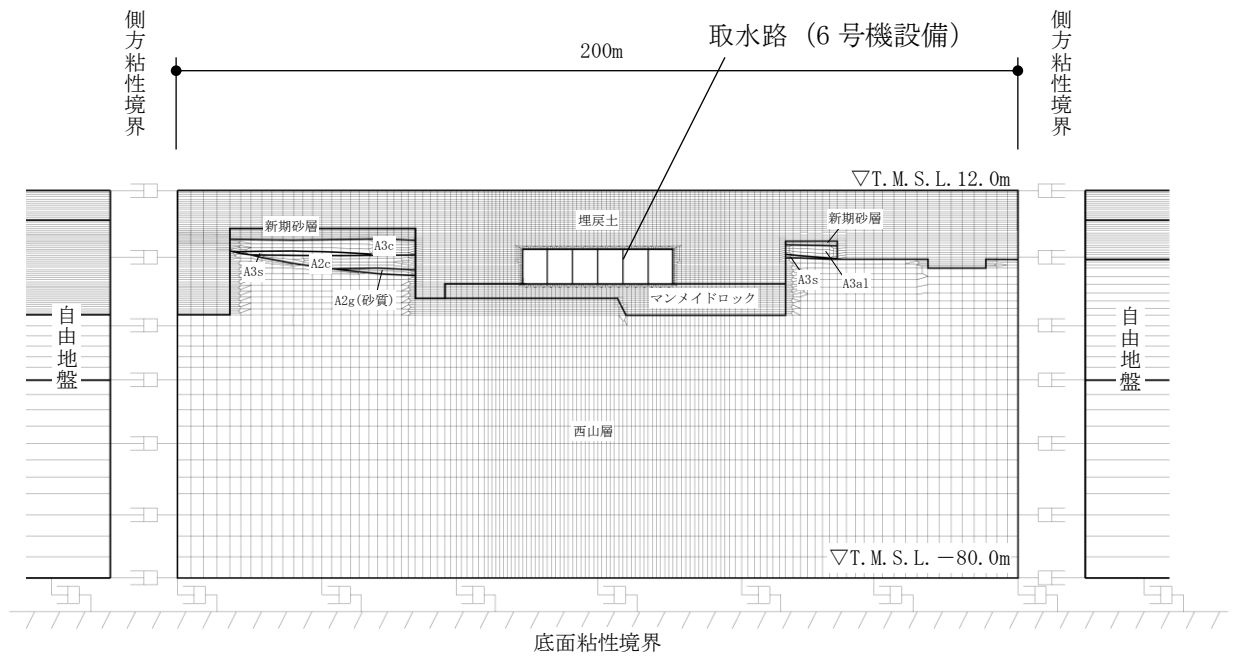 側方粘性境界
200m
取水路 (6 号機設備)
側方粘性境界
▽T.M.S.L.12.0m
新期砂層
埋戻土
新期砂層
A3c
A2c
A3s
A2g(砂質)
A3s
A3al
マンメイドロック
自由地盤
自由地盤
西山層
▽T.M.S.L.－80.0m
底面粘性境界